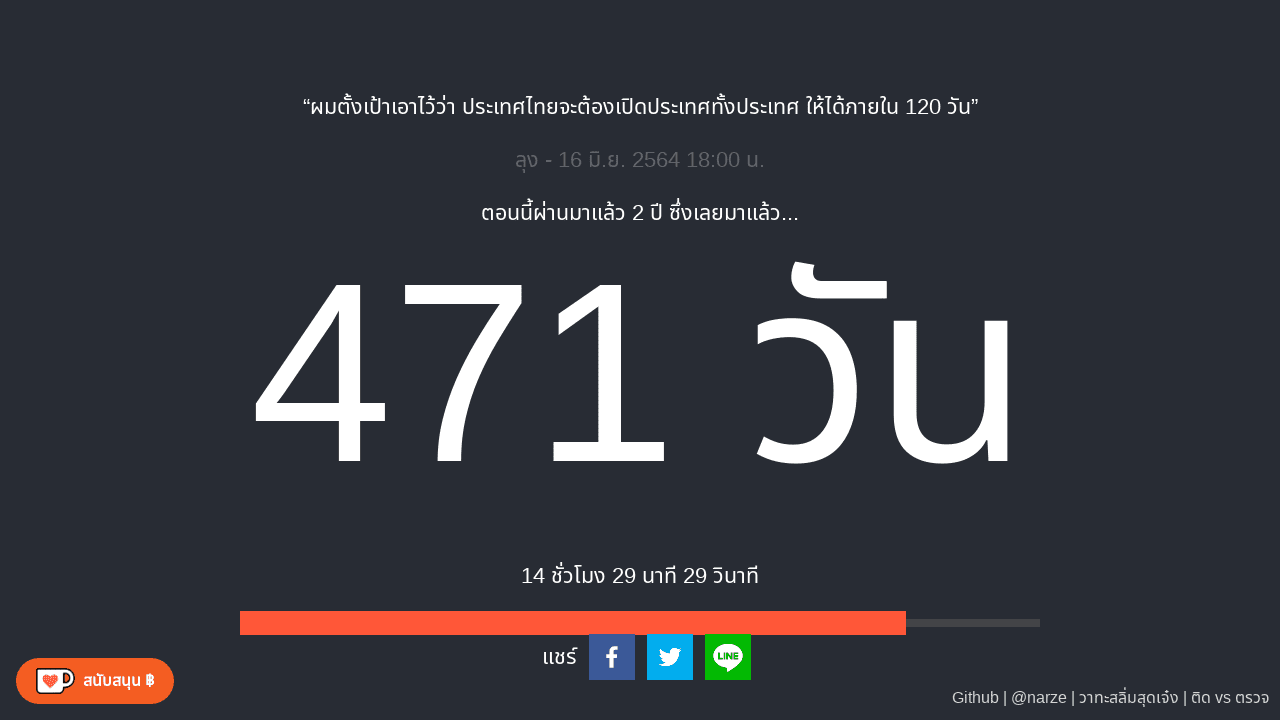 “ผมตั้งเป้าเอาไว้ว่า ประเทศไทยจะต้องเปิดประเทศทั้งประเทศ ให้ได้ภายใน 120 วัน”
ลุง - 16 มิ.ย. 2564 18:00 น.
ตอนนี้ผ่านมาแล้ว 2 ปี ซึ่งเลยมาแล้ว...
471 วัน
14 ชั่วโมง 29 นาที 29 วินาที
แชร์
LINE
สนับสนุน ฿
Github | @narze | วาทะสลิ่มสุดเจ๋ง | ติด vs ตรวจ